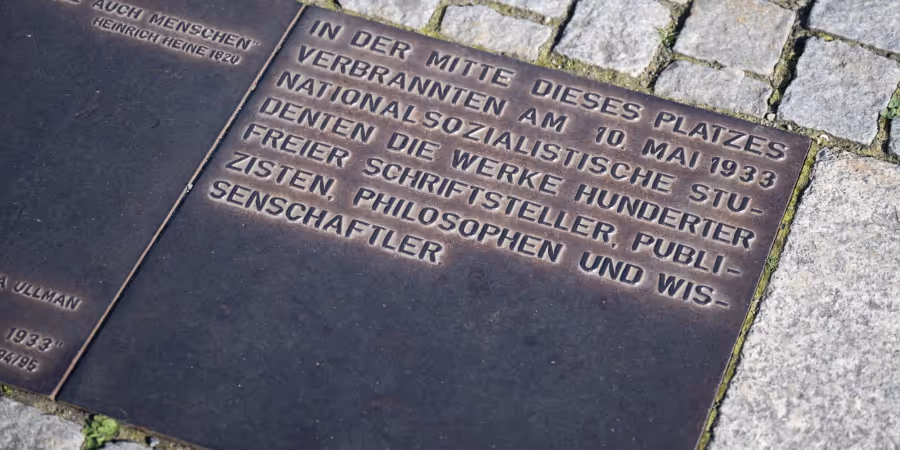 AUCH MENSCHEN"
HEINRICH HEINE 1820
ULLMAN
1933"
94/95
IN DER MITTE DIESES PLATZES
VERBRANNTEN AM 10. MAI 1933
NATIONALSOZIALISTISCHE STU-
DENTEN DIE WERKE HUNDERTER
FREIER SCHRIFTSTELLER, PUBLI-
ZISTEN, PHILOSOPHEN UND WIS-
SENSCHAFTLER.